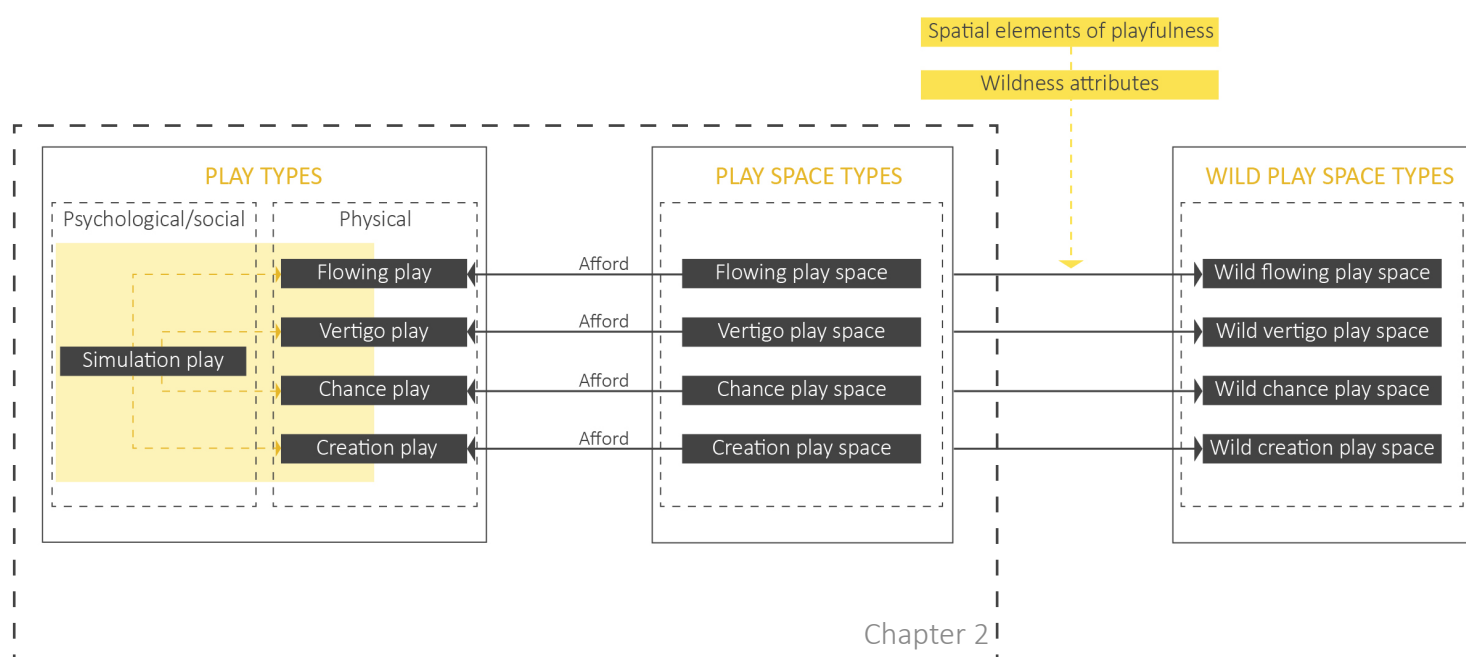 Spatial elements of playfulness
Wildness attributes
PLAY TYPES
PLAY SPACE TYPES
WILD PLAY SPACE TYPES
Psychological/social
Physical
Flowing play
Afford
Flowing play space
Wild flowing play space
Vertigo play
Afford
Vertigo play space
Wild vertigo play space
Simulation play
Chance play
Afford
Chance play space
Wild chance play space
Creation play
Afford
Creation play space
Wild creation play space
Chapter 2